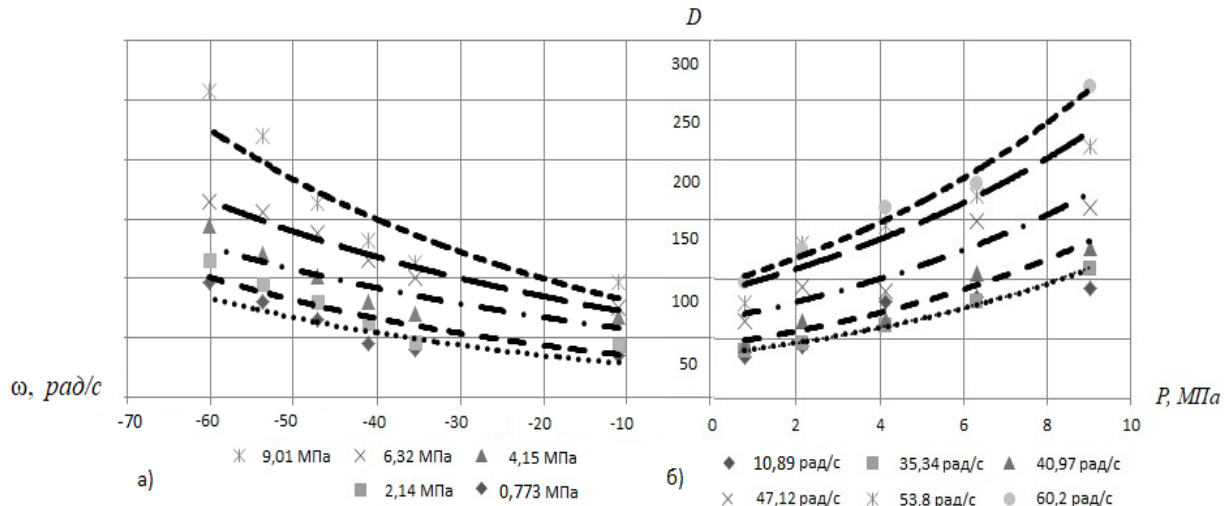 D
300
250
200
150
100
50
ω, рад/с
P, МПа
-70 -60 -50 -40 -30 -20 -10 0 2 4 6 8 10
9,01 МПа 6,32 МПа 4,15 МПа
2,14 МПа 0,773 МПа
а)
10,89 рад/с 35,34 рад/с 40,97 рад/с
47,12 рад/с 53,8 рад/с 60,2 рад/с
б)